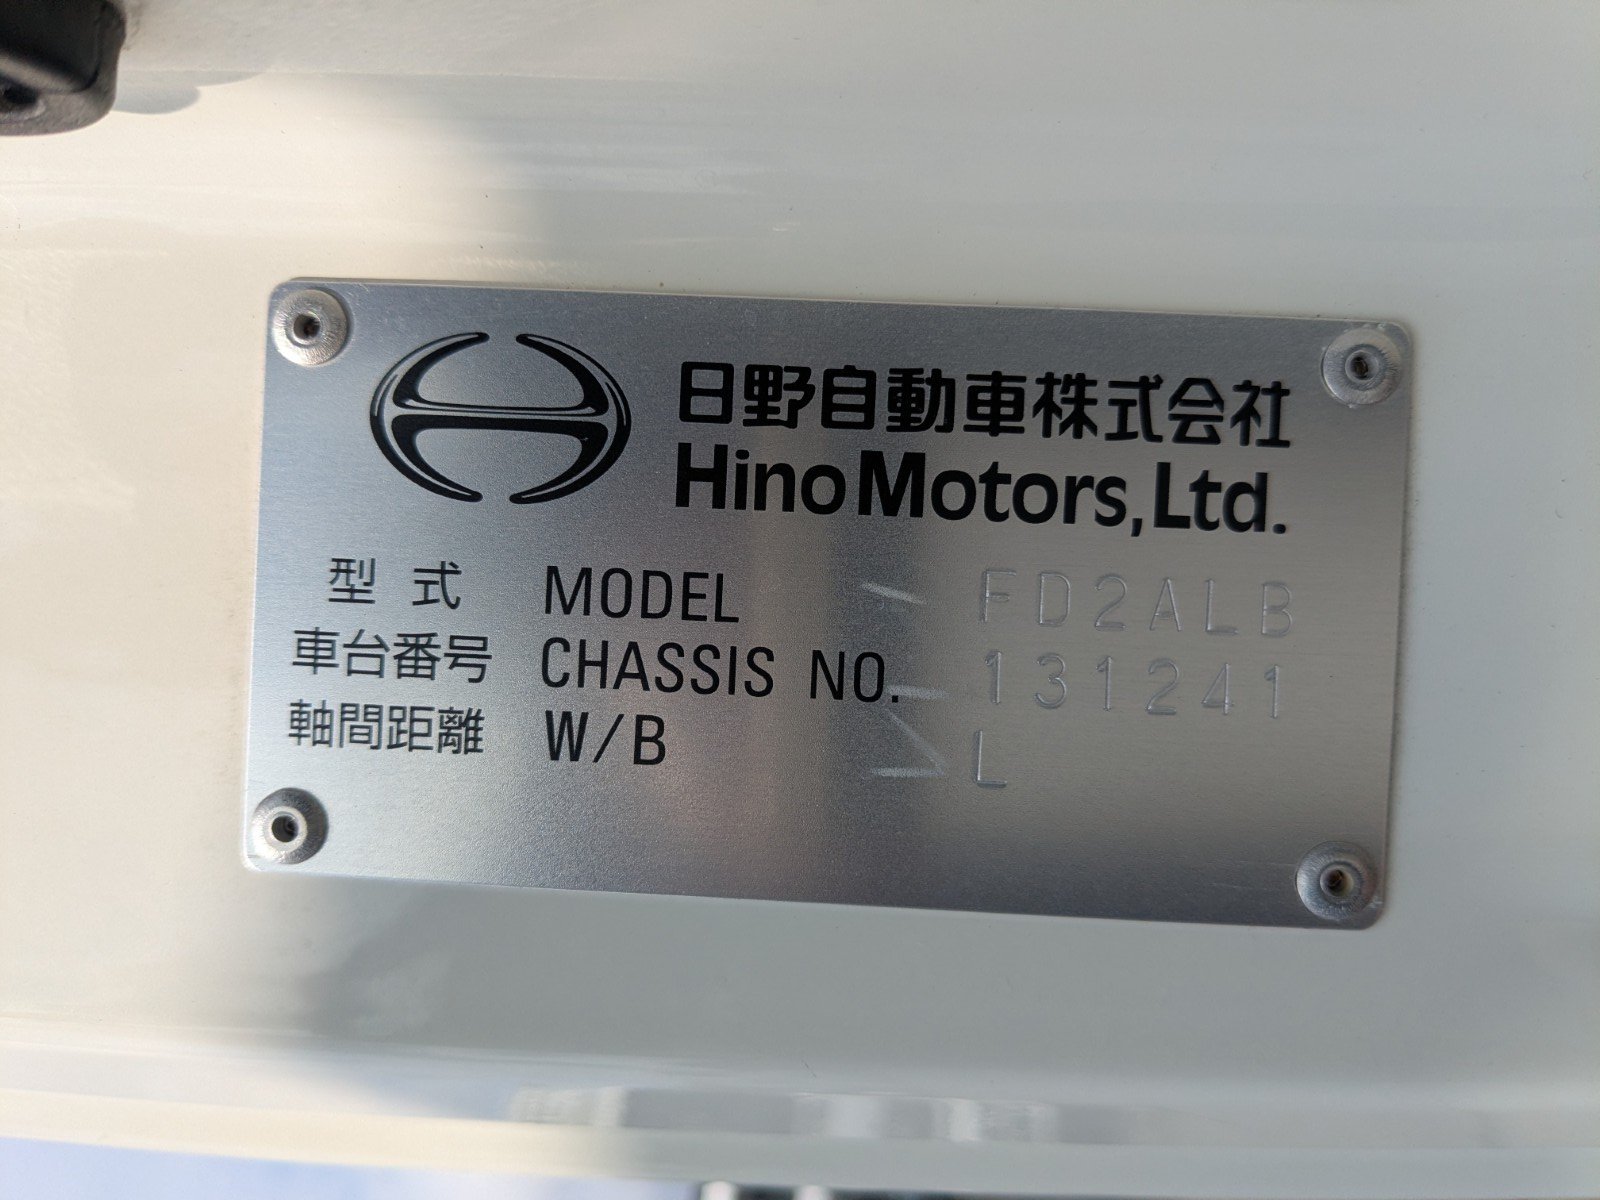 日野自動車株式会社
Hino Motors, Ltd.
型 式 MODEL FD2ALB
車台番号 CHASSIS NO. 131241
軸間距離 W/B L